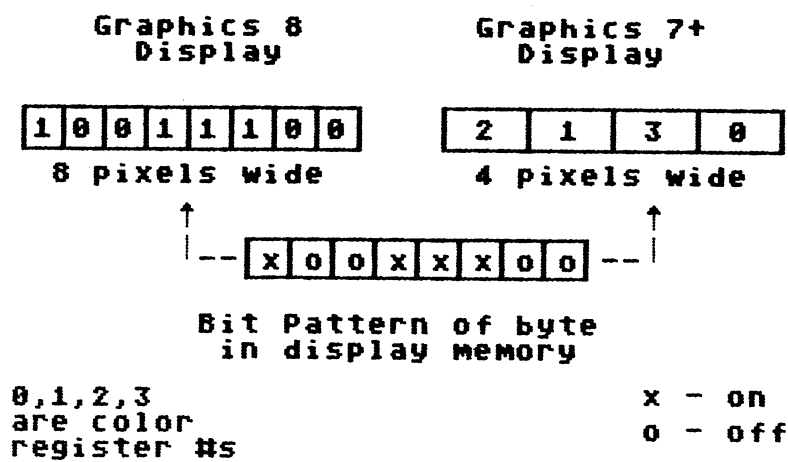 Graphics 8
Display
Graphics 7+
Display
1 0 0 1 1 1 0 0
2 1 3 0
8 pixels wide
4 pixels wide
x o o x x x o o
Bit Pattern of byte
in display memory
0,1,2,3
are color
register #s
x - on
o - off